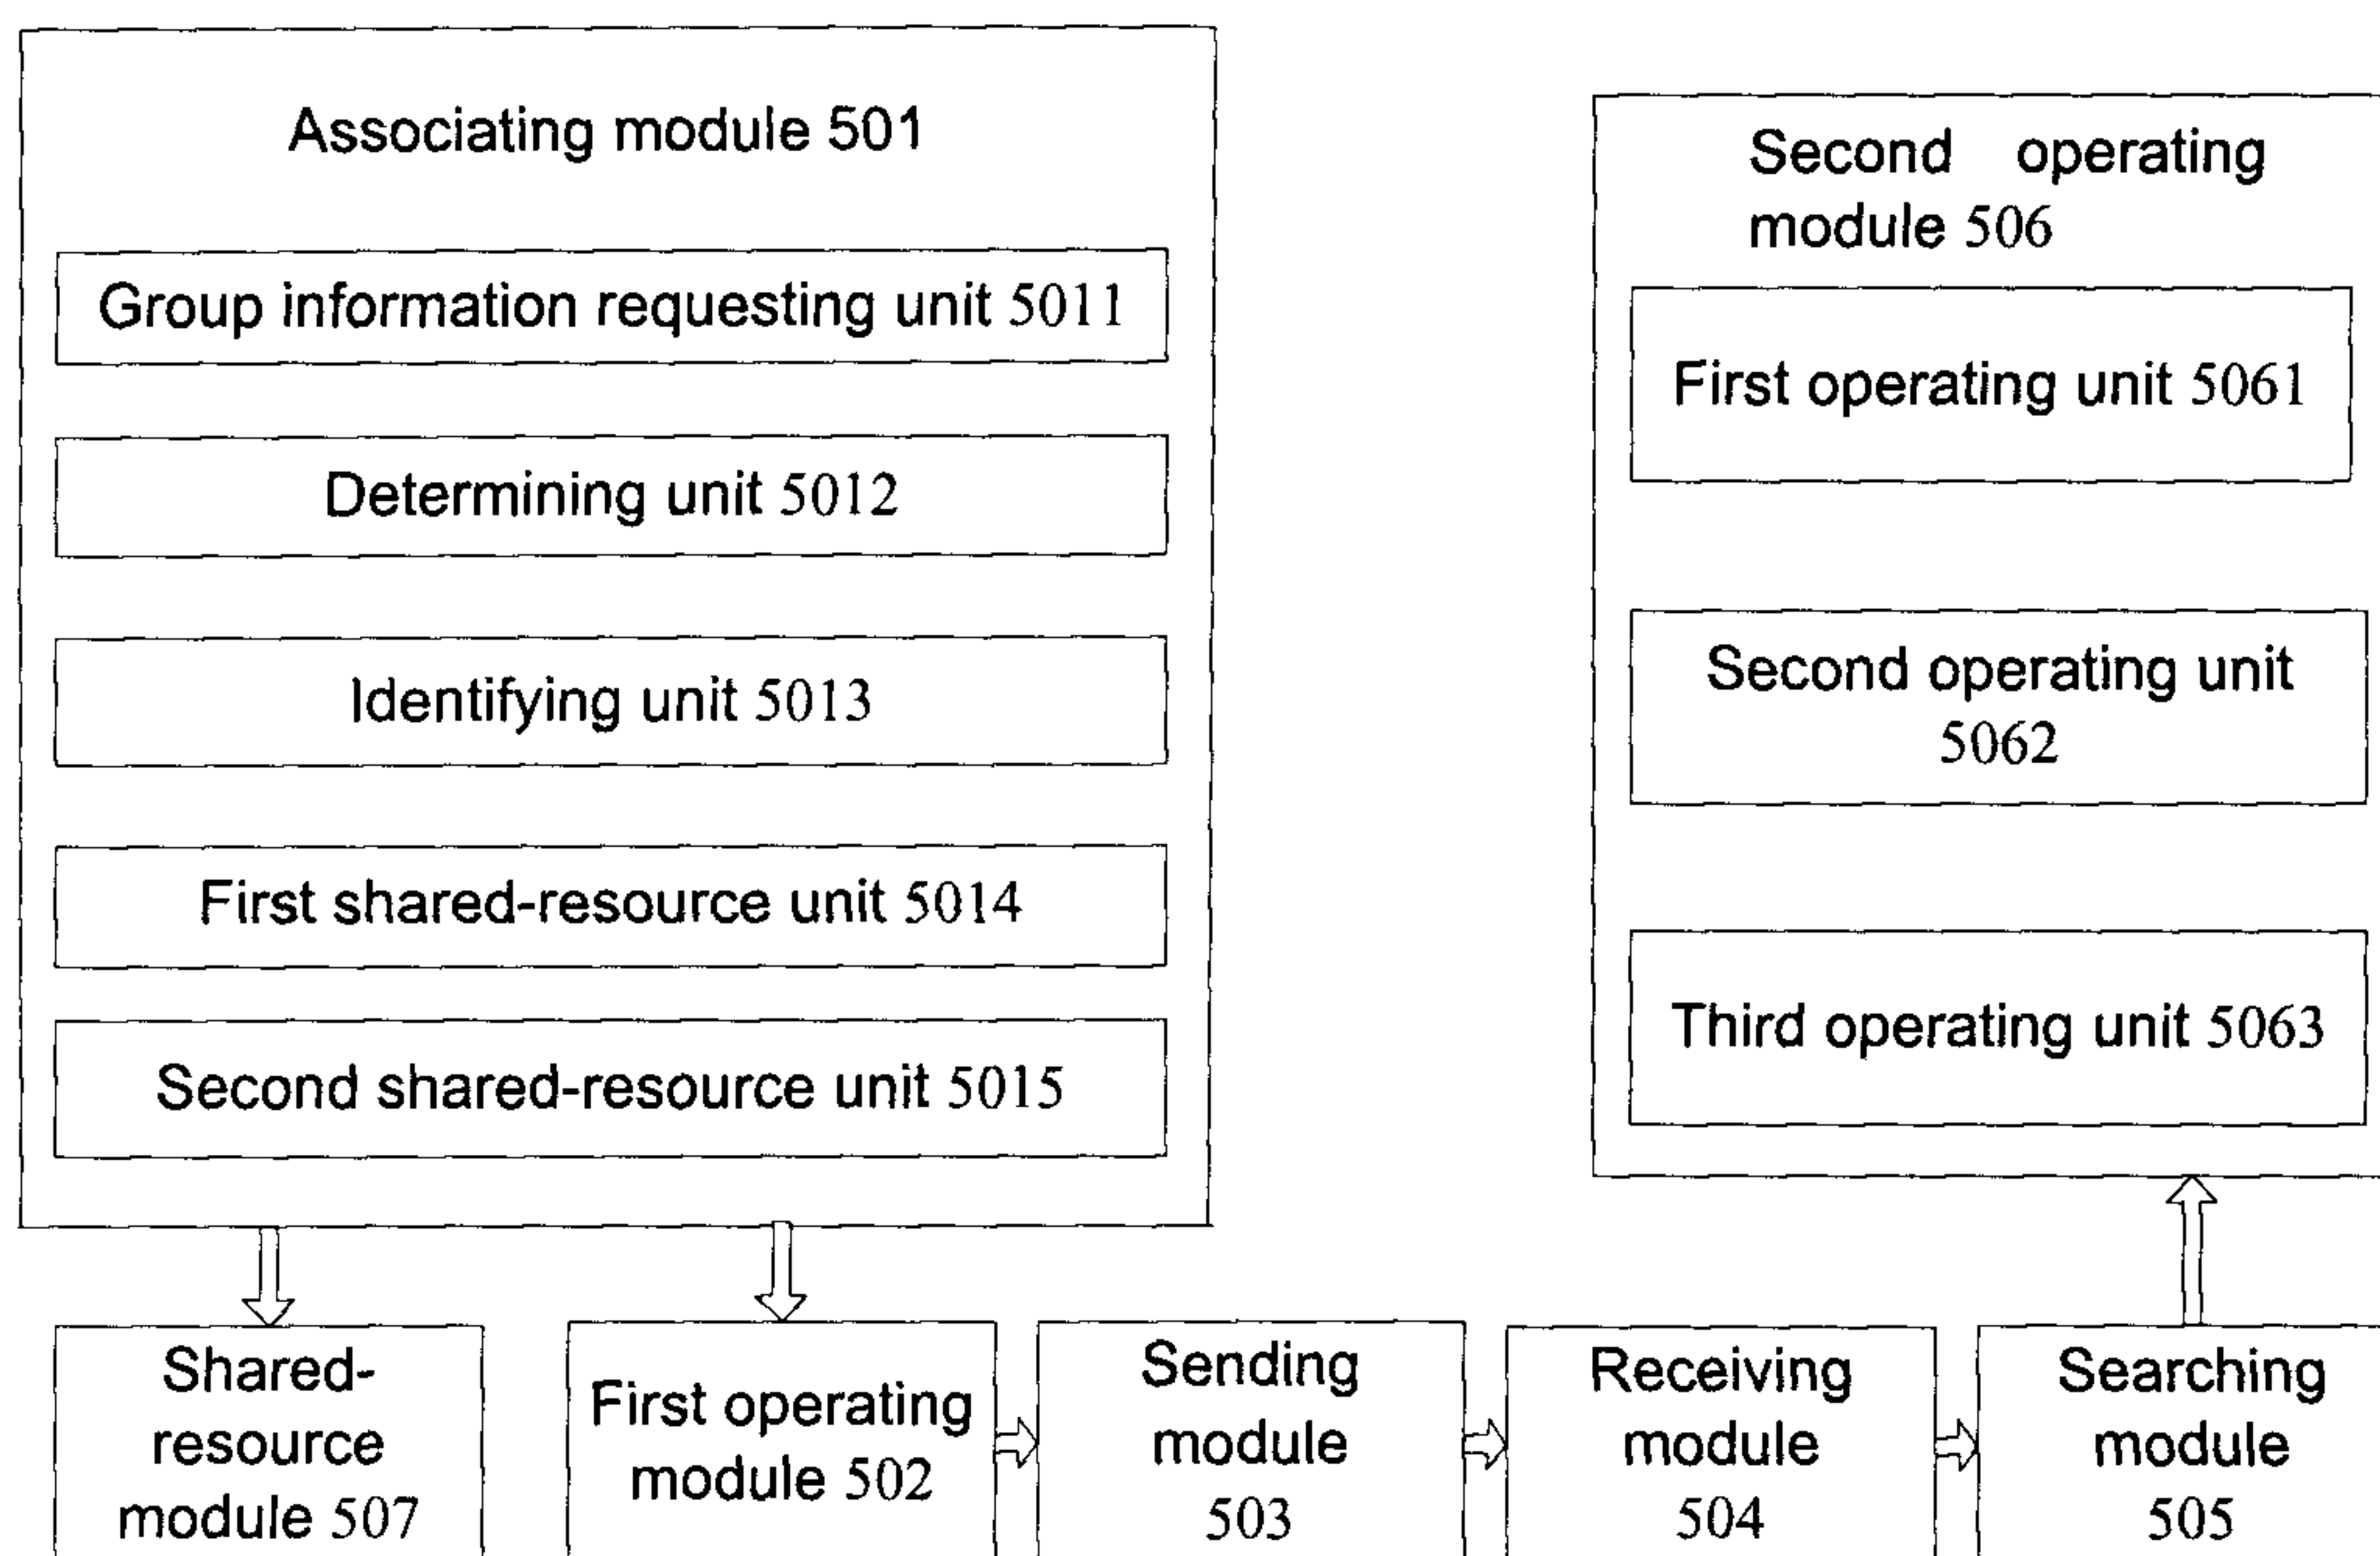 Associating module 501
Group information requesting unit 5011
Determining unit 5012
Identifying unit 5013
First shared-resource unit 5014
Second shared-resource unit 5015
Second operating
module 506
First operating unit 5061
Second operating unit
5062
Third operating unit 5063
Shared-
resource
module 507
First operating
module 502
Sending
module
503
Receiving
module
504
Searching
module
505